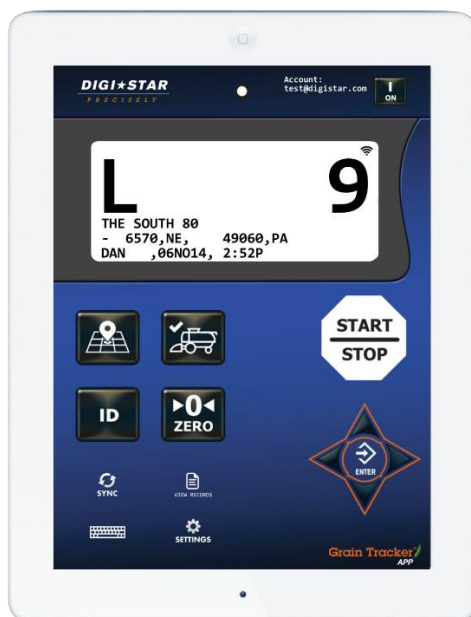 DIGI★STAR
PRECISELY
Account:
test@digistar.com
I
ON
L 9
THE SOUTH 80
- 6570,NE, 49060,PA
DAN ,06NO14, 2:52P
START
STOP
ID
►0◄
ZERO
ENTER
SYNC
VIEW RECORDS
SETTINGS
Grain Tracker
APP